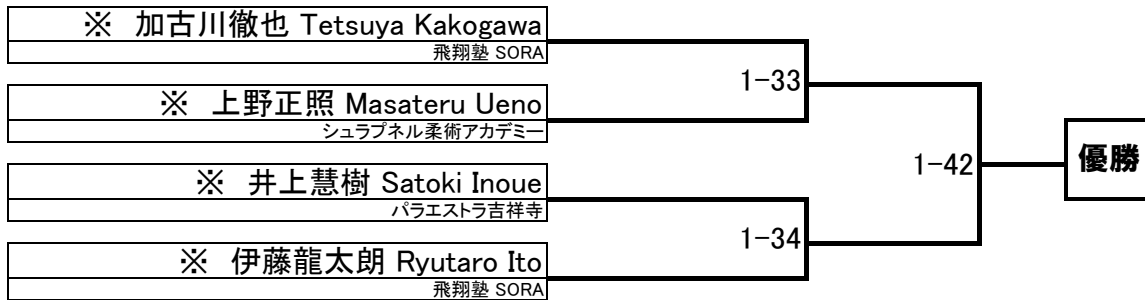 ※ 加古川徹也 Tetsuya Kakogawa
飛翔塾 SORA
1-33
※ 上野正照 Masateru Ueno
シュラプネル柔術アカデミー
1-42
優勝
※ 井上慧樹 Satoki Inoue
パラエストラ吉祥寺
1-34
※ 伊藤龍太朗 Ryutaro Ito
飛翔塾 SORA